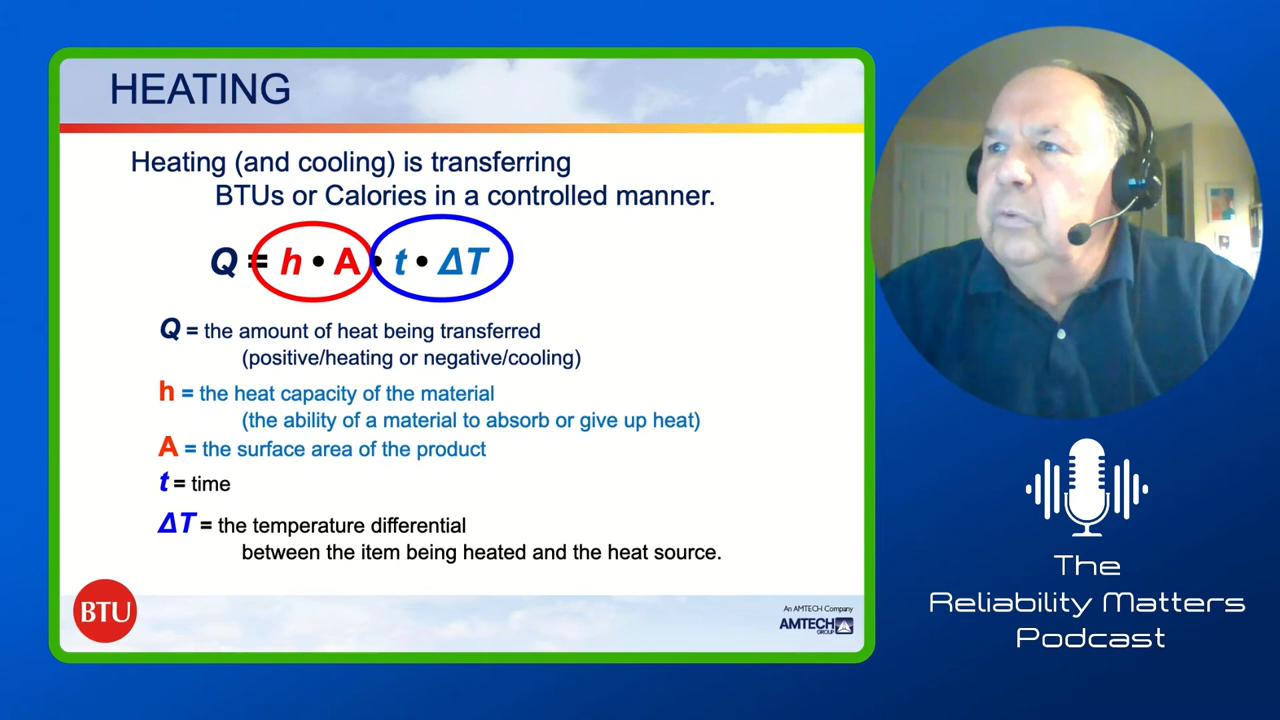 HEATING
Heating (and cooling) is transferring
BTUs or Calories in a controlled manner.
Q = h • A • t • ΔT
Q = the amount of heat being transferred
(positive/heating or negative/cooling)
h = the heat capacity of the material
(the ability of a material to absorb or give up heat)
A = the surface area of the product
t = time
ΔT = the temperature differential
between the item being heated and the heat source.
BTU
An AMTECH Company
AMTECH
GROUP
The
Reliability Matters
Podcast